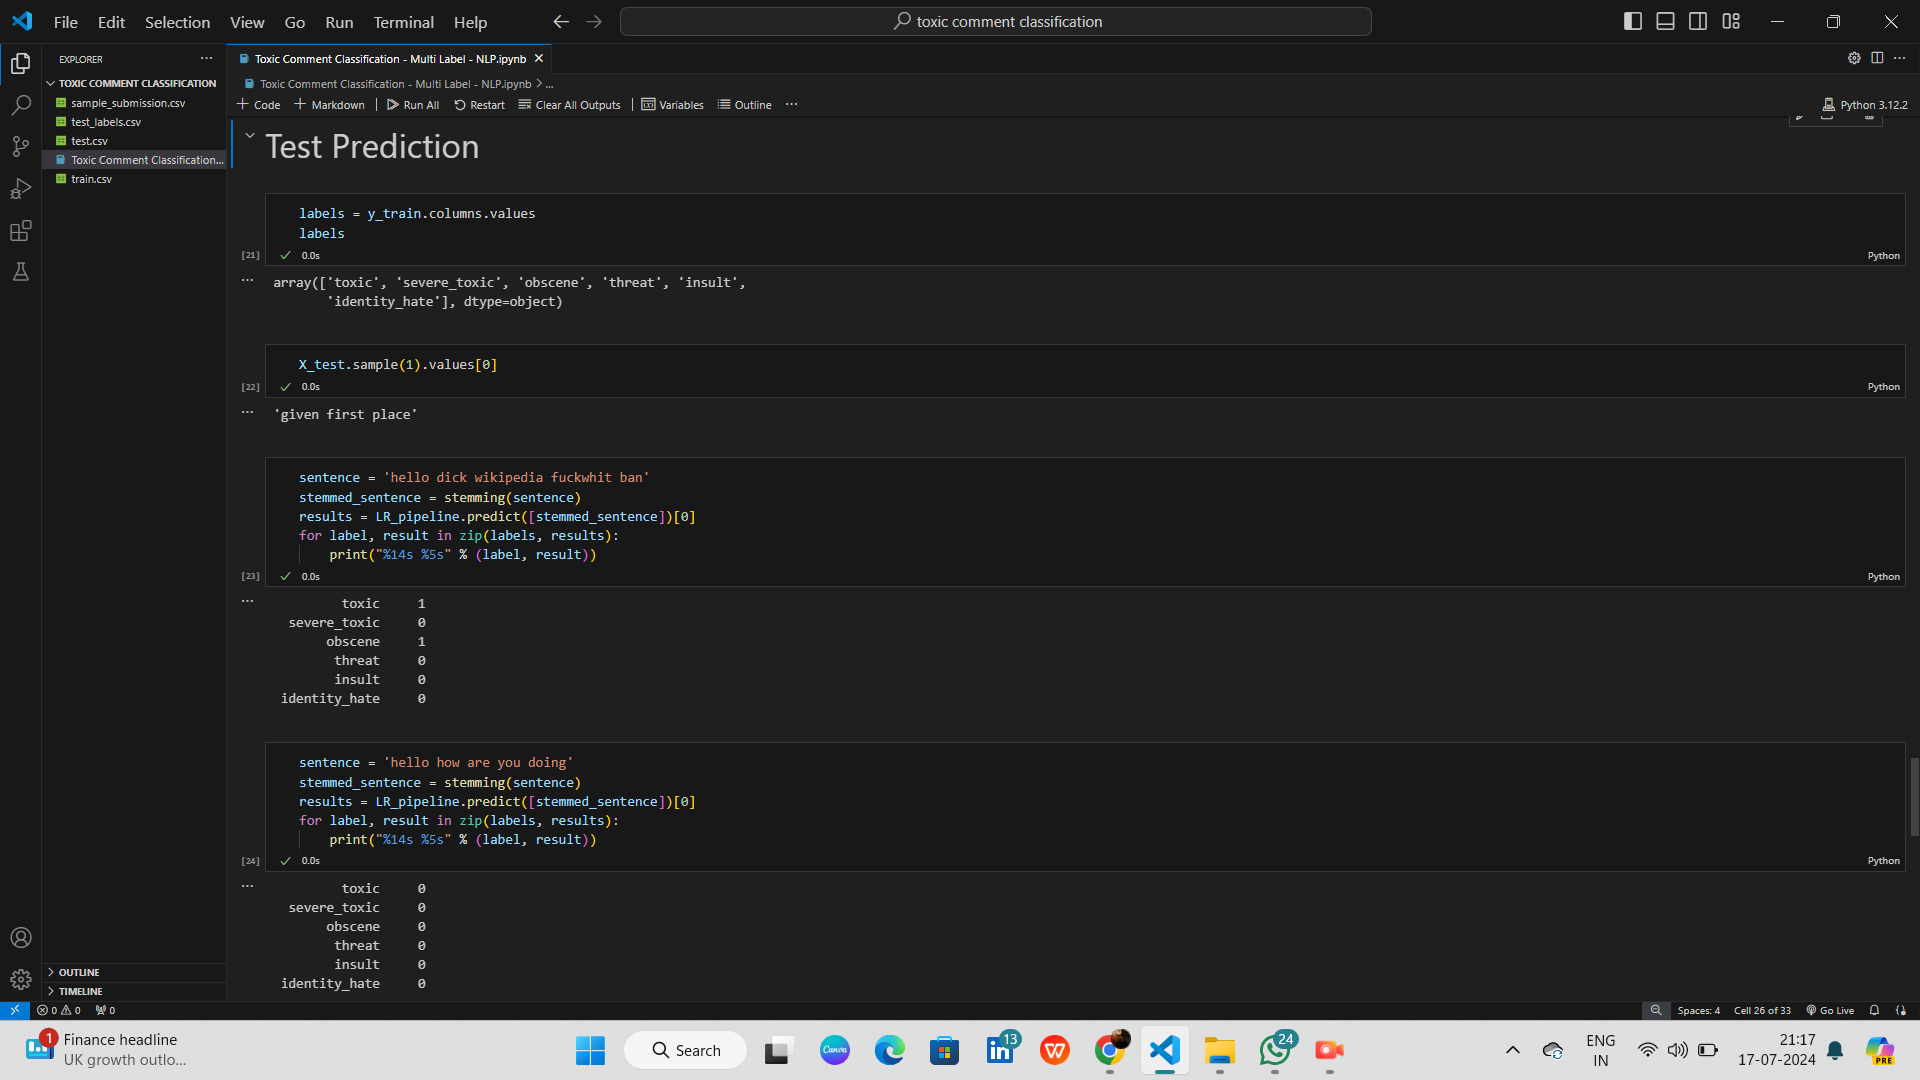 File Edit Selection View Go Run Terminal Help
toxic comment classification
EXPLORER
TOXIC COMMENT CLASSIFICATION
sample_submission.csv
test_labels.csv
test.csv
Toxic Comment Classification...
train.csv
OUTLINE
TIMELINE
Toxic Comment Classification - Multi Label - NLP.ipynb
Toxic Comment Classification - Multi Label - NLP.ipynb > ...
+ Code + Markdown | Run All Restart Clear All Outputs | Variables Outline ...
Python 3.12.2
Test Prediction
labels = y_train.columns.values
labels
[21] 0.0s Python
array(['toxic', 'severe_toxic', 'obscene', 'threat', 'insult',
'identity_hate'], dtype=object)
X_test.sample(1).values[0]
[22] 0.0s Python
'given first place'
sentence = 'hello dick wikipedia fuckwhit ban'
stemmed_sentence = stemming(sentence)
results = LR_pipeline.predict([stemmed_sentence])[0]
for label, result in zip(labels, results):
print("%14s %5s" % (label, result))
[23] 0.0s Python
toxic 1
severe_toxic 0
obscene 1
threat 0
insult 0
identity_hate 0
sentence = 'hello how are you doing'
stemmed_sentence = stemming(sentence)
results = LR_pipeline.predict([stemmed_sentence])[0]
for label, result in zip(labels, results):
print("%14s %5s" % (label, result))
[24] 0.0s Python
toxic 0
severe_toxic 0
obscene 0
threat 0
insult 0
identity_hate 0
0 0 0
Spaces: 4 Cell 26 of 33 Go Live
1
Finance headline
UK growth outlo...
Search
Canva
13
24
ENG
IN
21:17
17-07-2024
PRE